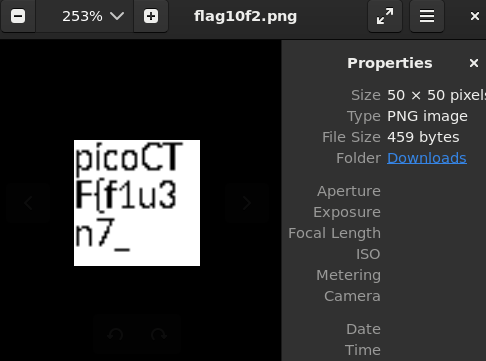 253%
flag10f2.png
Properties
Size 50 × 50 pixels
Type PNG image
File Size 459 bytes
Folder Downloads
Aperture
Exposure
Focal Length
ISO
Metering
Camera
Date
Time
picoCT
F{f1u3
n7_